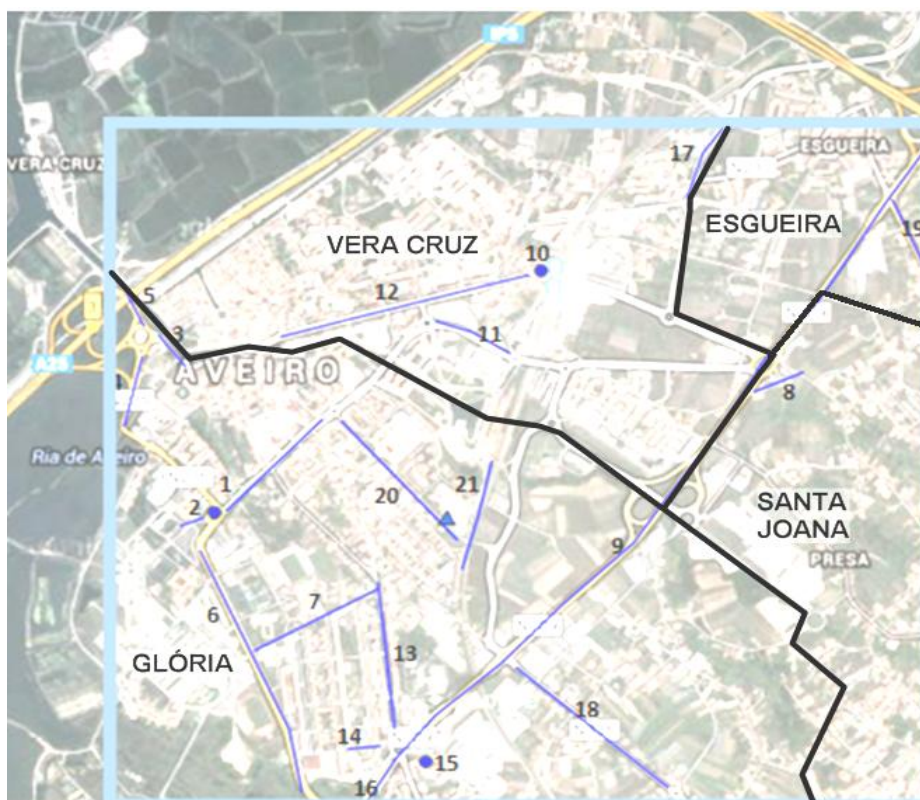 IP5
VERA CRUZ
17
ESGUEIRA
ESGUEIRA
VERA CRUZ
19
10
5
12
3
11
A25
AVEIRO
4
8
Ria de Aveiro
1
20
21
2
SANTA
JOANA
9
PRESA
6
7
GLÓRIA
13
18
14
15
16